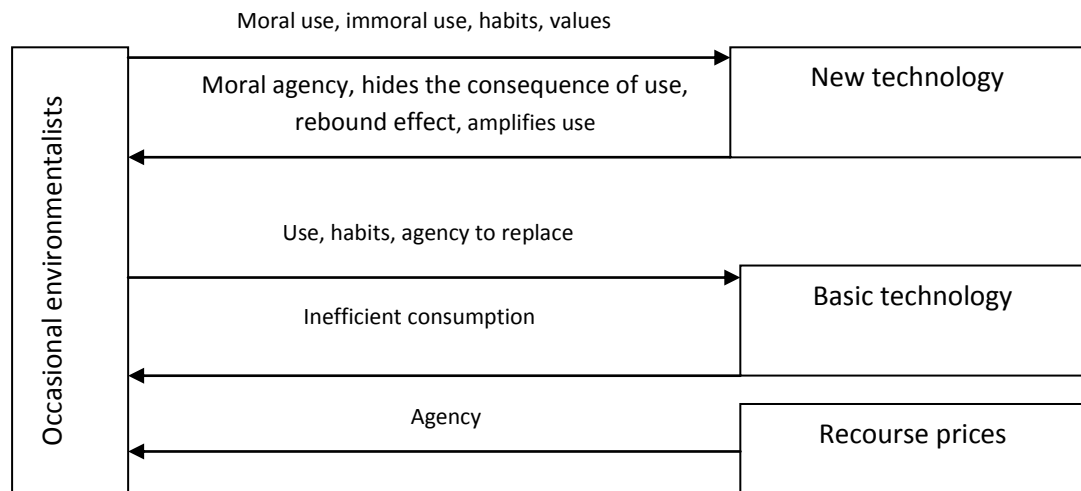 Moral use, immoral use, habits, values
Occasional environmentalists
New technology
Moral agency, hides the consequence of use,
rebound effect, amplifies use
Use, habits, agency to replace
Basic technology
Inefficient consumption
Agency
Recourse prices